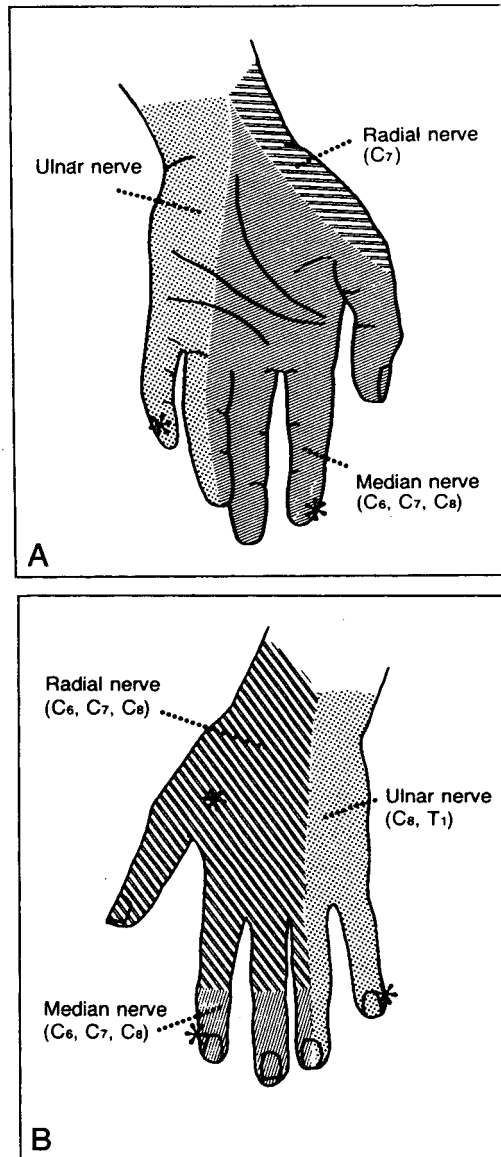 Radial nerve
(C7)
Ulnar nerve
Median nerve
(C6, C7, C8)
A
Radial nerve
(C6, C7, C8)
Ulnar nerve
(C8, T1)
Median nerve
(C6, C7, C8)
B